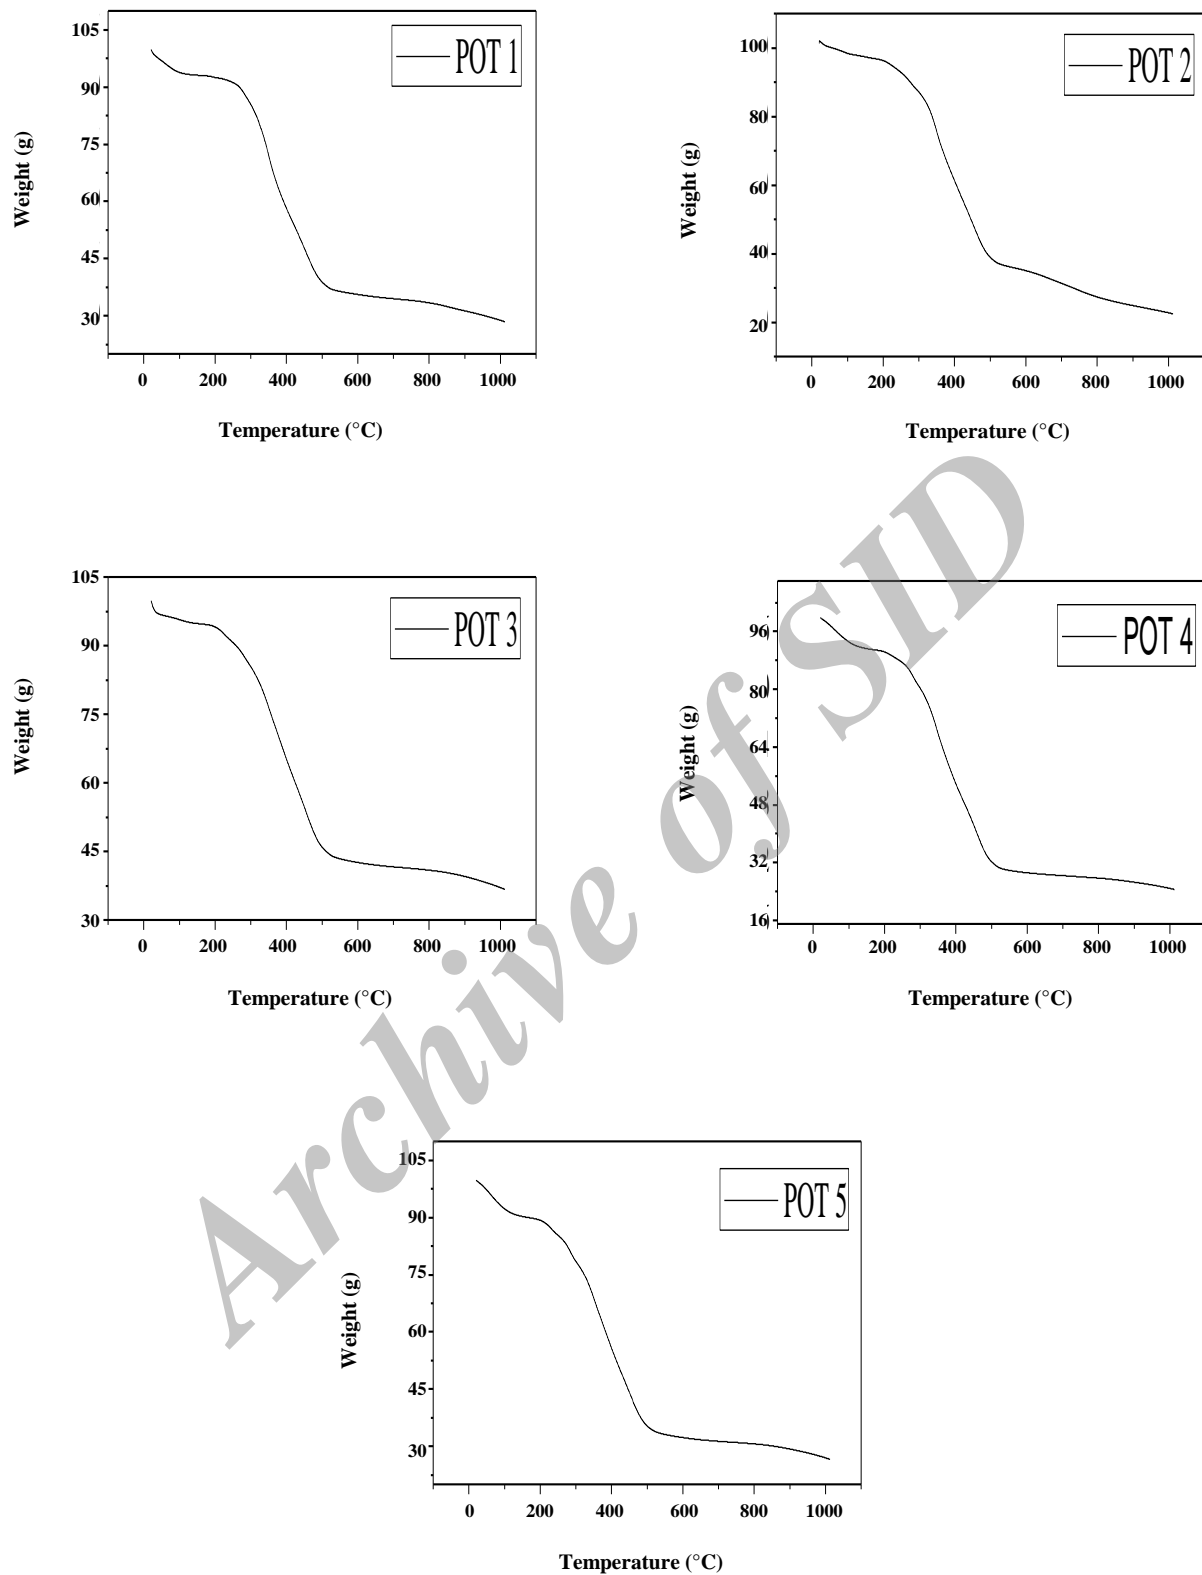 105
90
75
60
45
30
Weight (g)
POT 1
0 200 400 600 800 1000
Temperature (°C)
100
80
60
40
20
Weight (g)
POT 2
0 200 400 600 800 1000
Temperature (°C)
105
90
75
60
45
30
Weight (g)
POT 3
0 200 400 600 800 1000
Temperature (°C)
96
80
64
48
32
16
Weight (g)
POT 4
0 200 400 600 800 1000
Temperature (°C)
105
90
75
60
45
30
Weight (g)
POT 5
0 200 400 600 800 1000
Temperature (°C)
Archive of SID